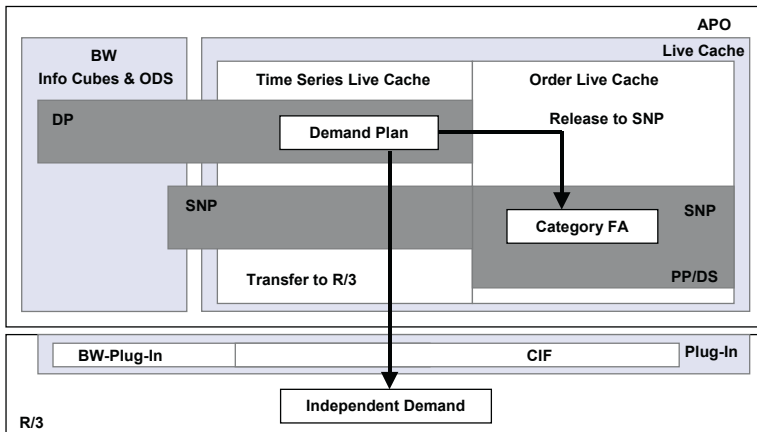 APO
BW
Info Cubes & ODS
Live Cache
Time Series Live Cache
Order Live Cache
DP
Demand Plan
Release to SNP
SNP
SNP
Category FA
Transfer to R/3
PP/DS
BW-Plug-In
CIF
Plug-In
Independent Demand
R/3